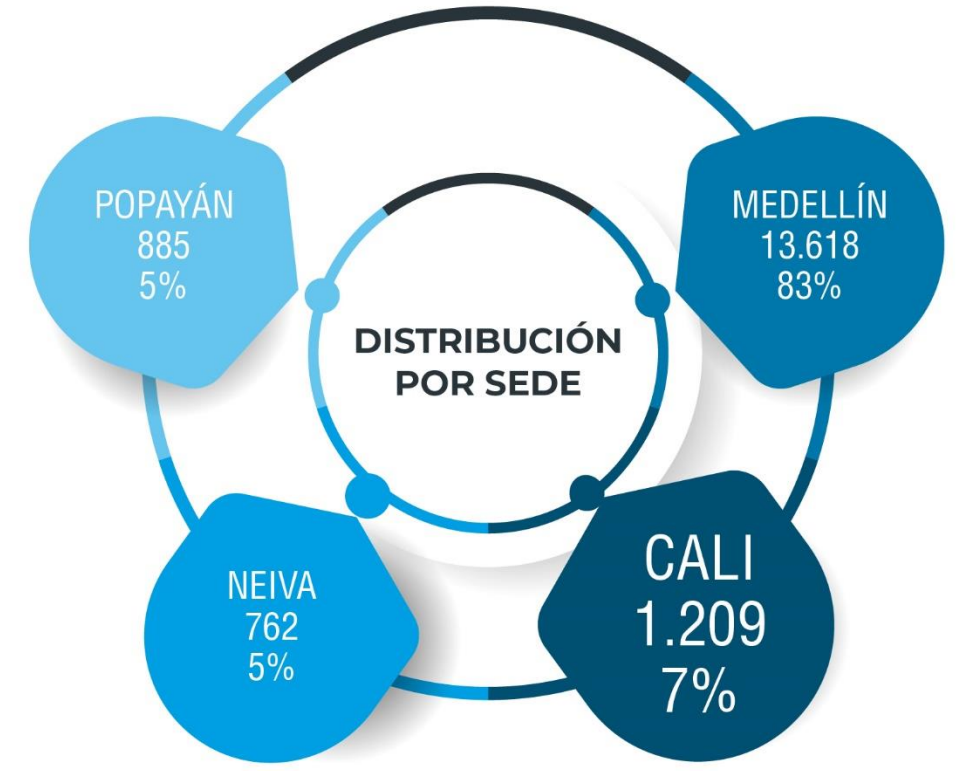 DISTRIBUCIÓN
POR SEDE
POPAYÁN
885
5%
MEDELLÍN
13.618
83%
NEIVA
762
5%
CALI
1.209
7%